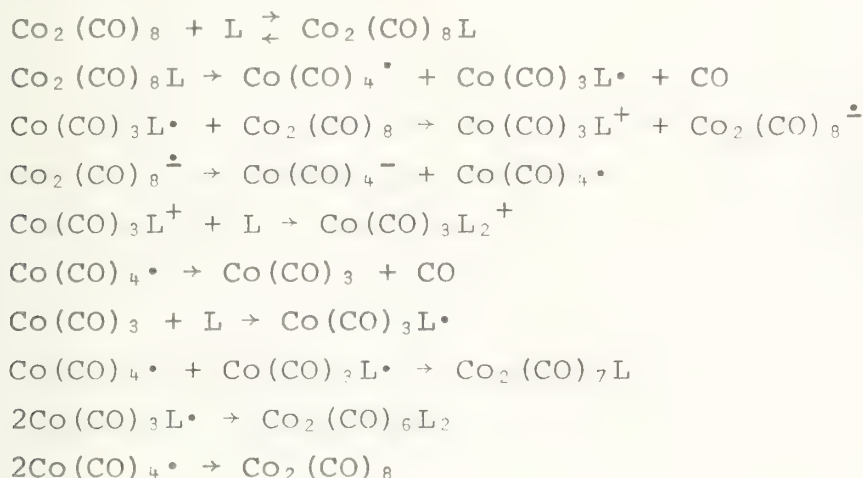 Co₂(CO)₈ + L ⇄ Co₂(CO)₈L
Co₂(CO)₈L → Co(CO)₄• + Co(CO)₃L• + CO
Co(CO)₃L• + Co₂(CO)₈ → Co(CO)₃L⁺ + Co₂(CO)₈•⁻
Co₂(CO)₈•⁻ → Co(CO)₄⁻ + Co(CO)₄•
Co(CO)₃L⁺ + L → Co(CO)₃L₂⁺
Co(CO)₄• → Co(CO)₃ + CO
Co(CO)₃ + L → Co(CO)₃L•
Co(CO)₄• + Co(CO)₃L• → Co₂(CO)₇L
2Co(CO)₃L• → Co₂(CO)₆L₂
2Co(CO)₄• → Co₂(CO)₈